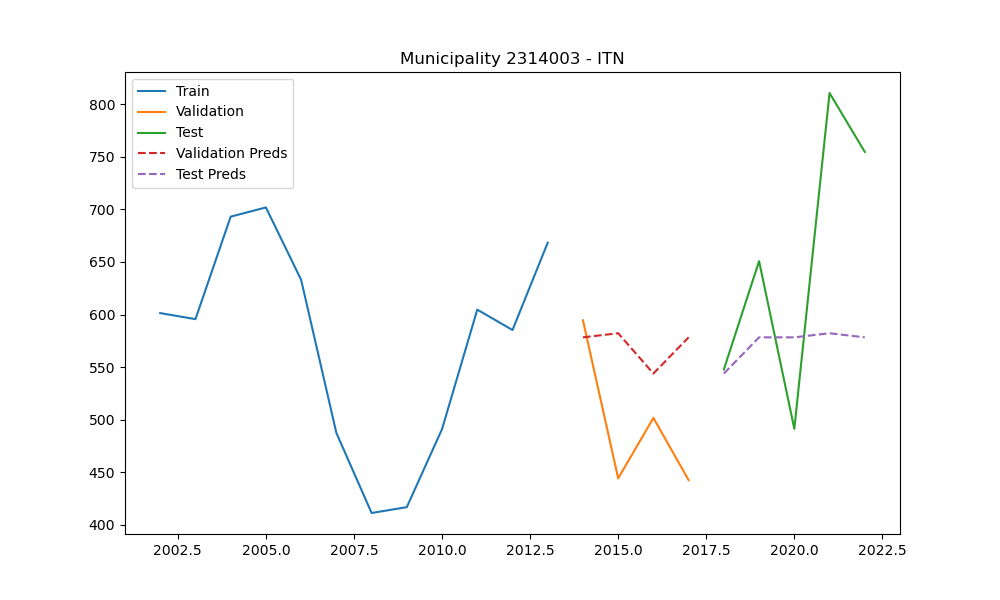 Municipality 2314003 - ITN
Train
Validation
Test
Validation Preds
Test Preds
800
750
700
650
600
550
500
450
400
2002.5 2005.0 2007.5 2010.0 2012.5 2015.0 2017.5 2020.0 2022.5